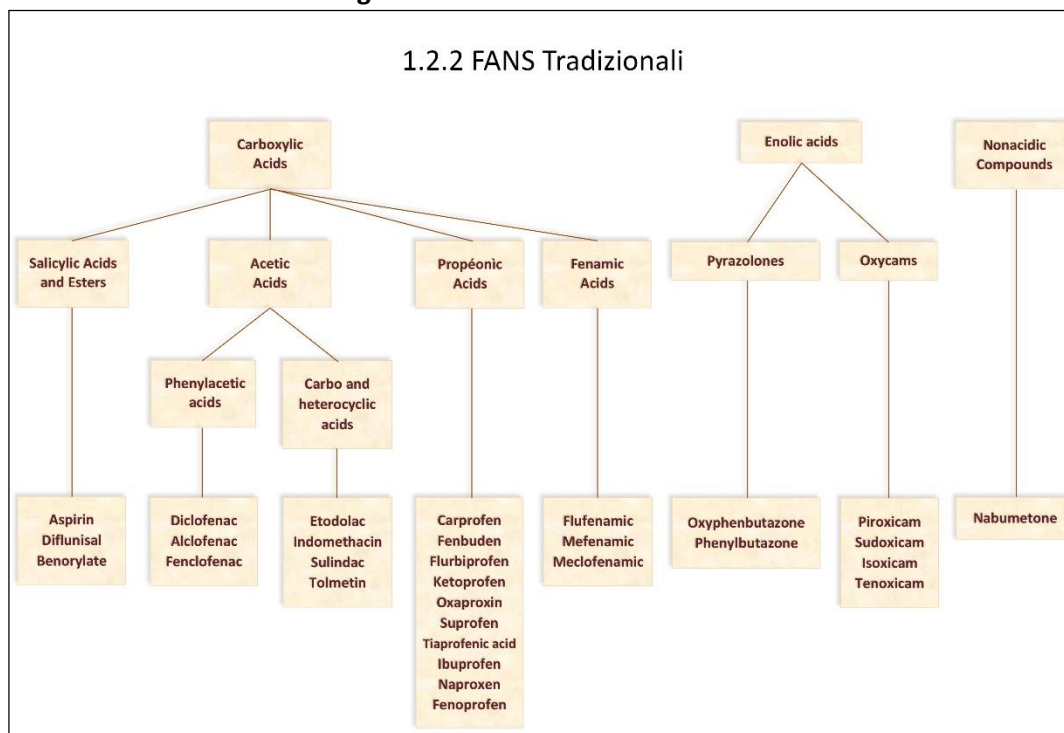 g
1.2.2 FANS Tradizionali
Carboxylic
Acids
Enolic acids
Nonacidic
Compounds
Salicylic Acids
and Esters
Acetic
Acids
Propéonìc
Acids
Fenamic
Acids
Pyrazolones
Oxycams
Phenylacetic
acids
Carbo and
heterocyclic
acids
Aspirin
Diflunisal
Benorylate
Diclofenac
Alclofenac
Fenclofenac
Etodolac
Indomethacin
Sulindac
Tolmetin
Carprofen
Fenbuden
Flurbiprofen
Ketoprofen
Oxaproxin
Suprofen
Tiaprofenic acid
Ibuprofen
Naproxen
Fenoprofen
Flufenamic
Mefenamic
Meclofenamic
Oxyphenbutazone
Phenylbutazone
Piroxicam
Sudoxicam
Isoxicam
Tenoxicam
Nabumetone